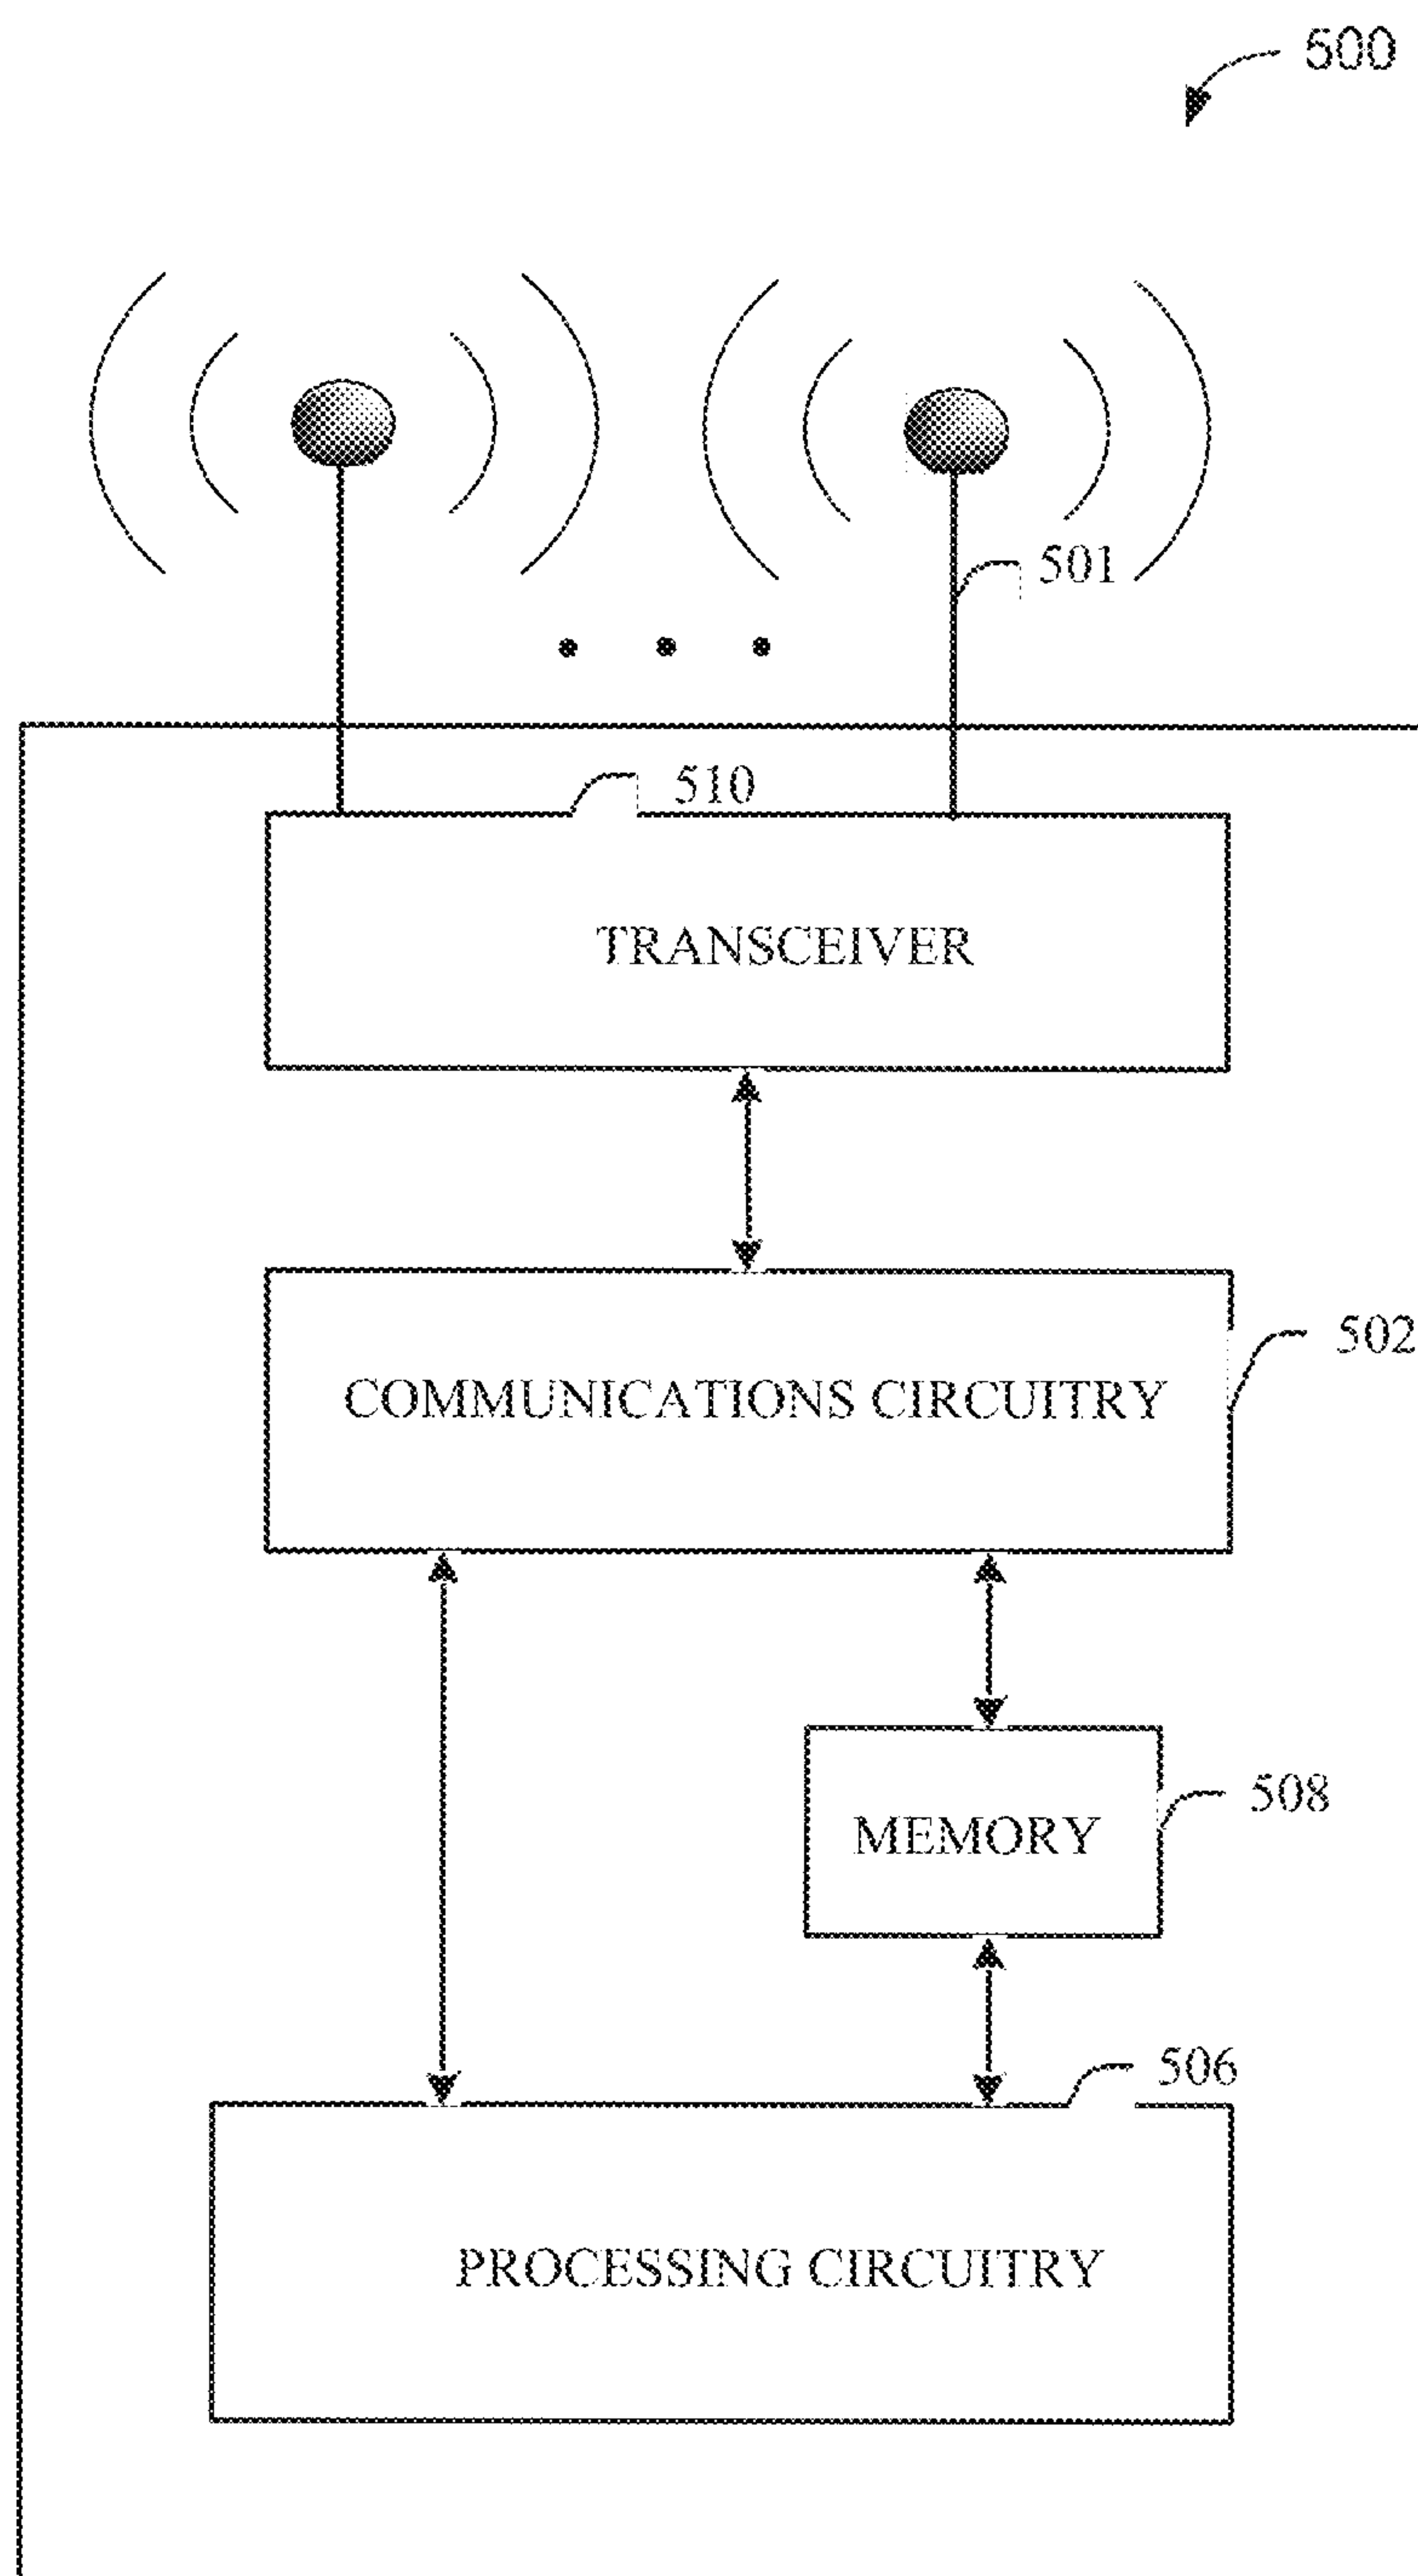 500
501
510
TRANSCEIVER
502
COMMUNICATIONS CIRCUITRY
508
MEMORY
506
PROCESSING CIRCUITRY